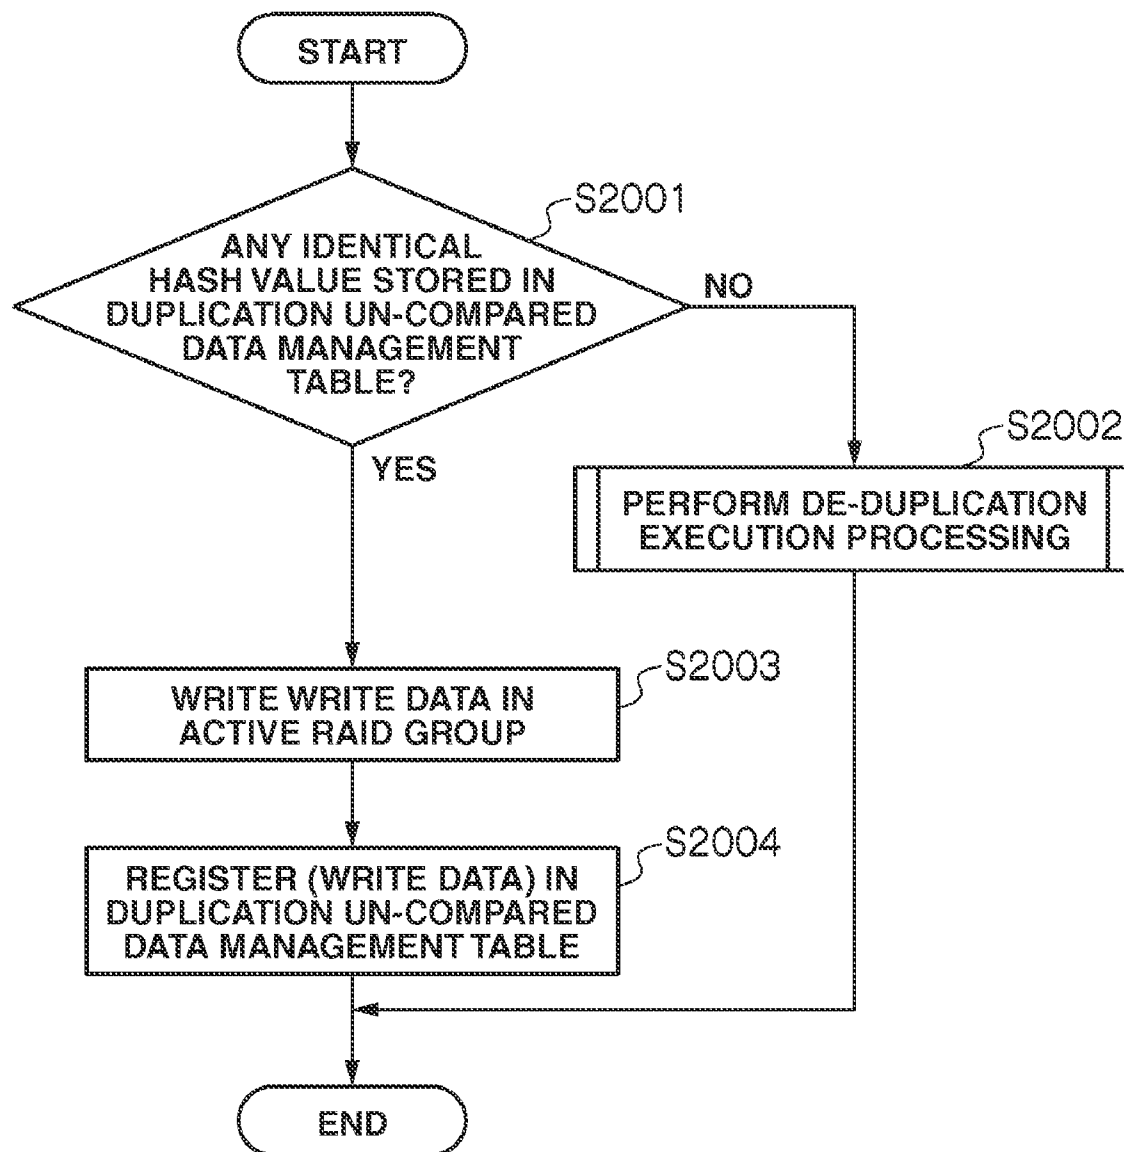 START
S2001
ANY IDENTICAL
HASH VALUE STORED IN
DUPLICATION UN-COMPARED
DATA MANAGEMENT
TABLE?
NO
YES
S2002
PERFORM DE-DUPLICATION
EXECUTION PROCESSING
S2003
WRITE WRITE DATA IN
ACTIVE RAID GROUP
S2004
REGISTER (WRITE DATA) IN
DUPLICATION UN-COMPARED
DATA MANAGEMENT TABLE
END